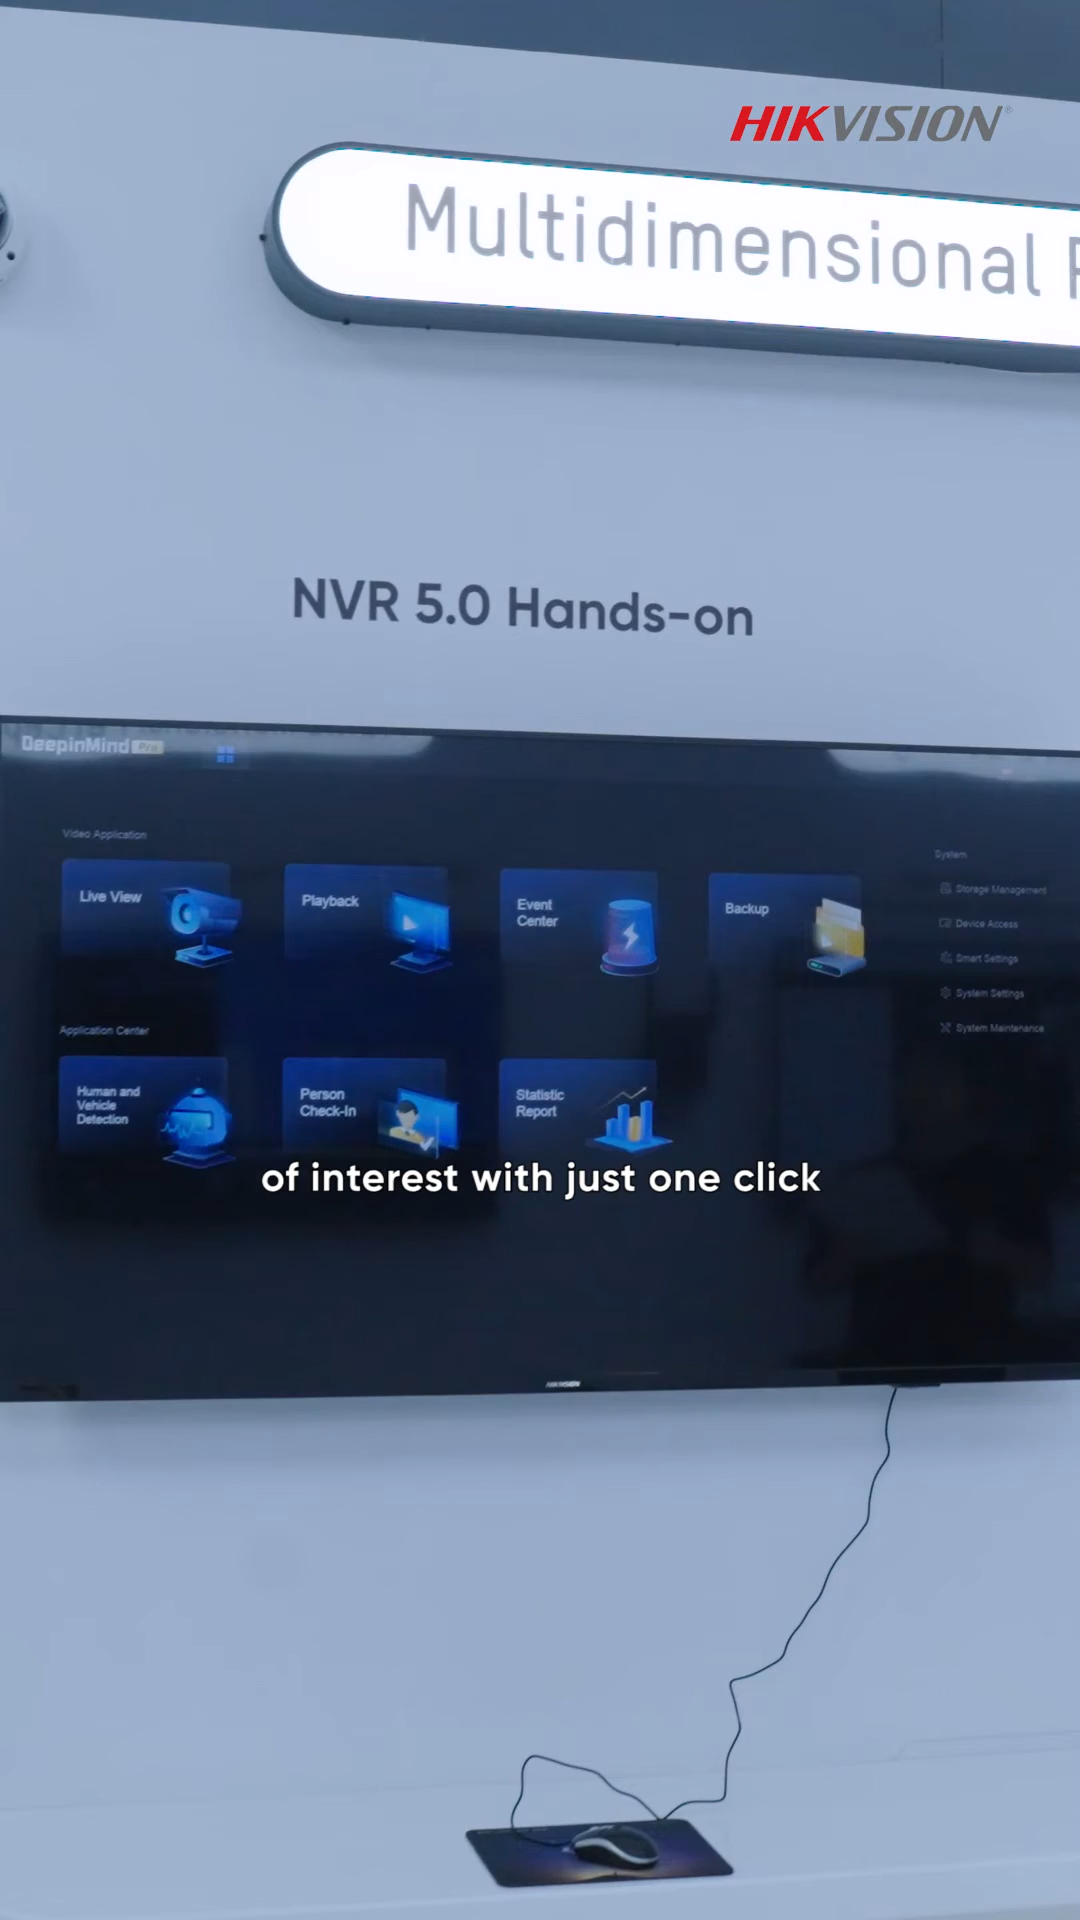 HIKVISION®
Multidimensional
NVR 5.0 Hands-on
DeepinMind Pro
Video Application
Live View
Playback
Event
Center
Backup
System
Storage Management
Device Access
Smart Settings
System Settings
System Maintenance
Application Center
Human and
Vehicle
Detection
Person
Check-In
Statistic
Report
of interest with just one click
HIKVISION